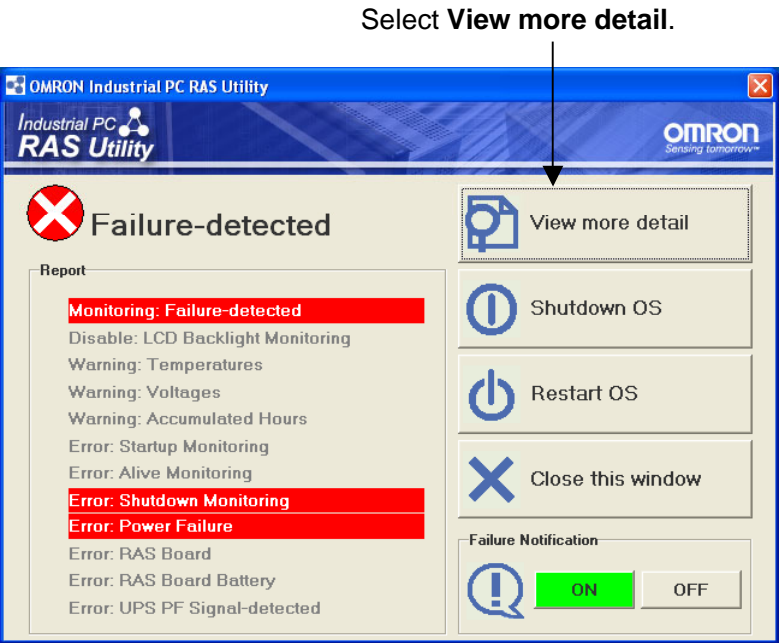 Select View more detail.
OMRON Industrial PC RAS Utility
Industrial PC
RAS Utility
OMRON
Sensing tomorrow™
Failure-detected
Report
Monitoring: Failure-detected
Disable: LCD Backlight Monitoring
Warning: Temperatures
Warning: Voltages
Warning: Accumulated Hours
Error: Startup Monitoring
Error: Alive Monitoring
Error: Shutdown Monitoring
Error: Power Failure
Error: RAS Board
Error: RAS Board Battery
Error: UPS PF Signal-detected
View more detail
Shutdown OS
Restart OS
Close this window
Failure Notification
ON
OFF